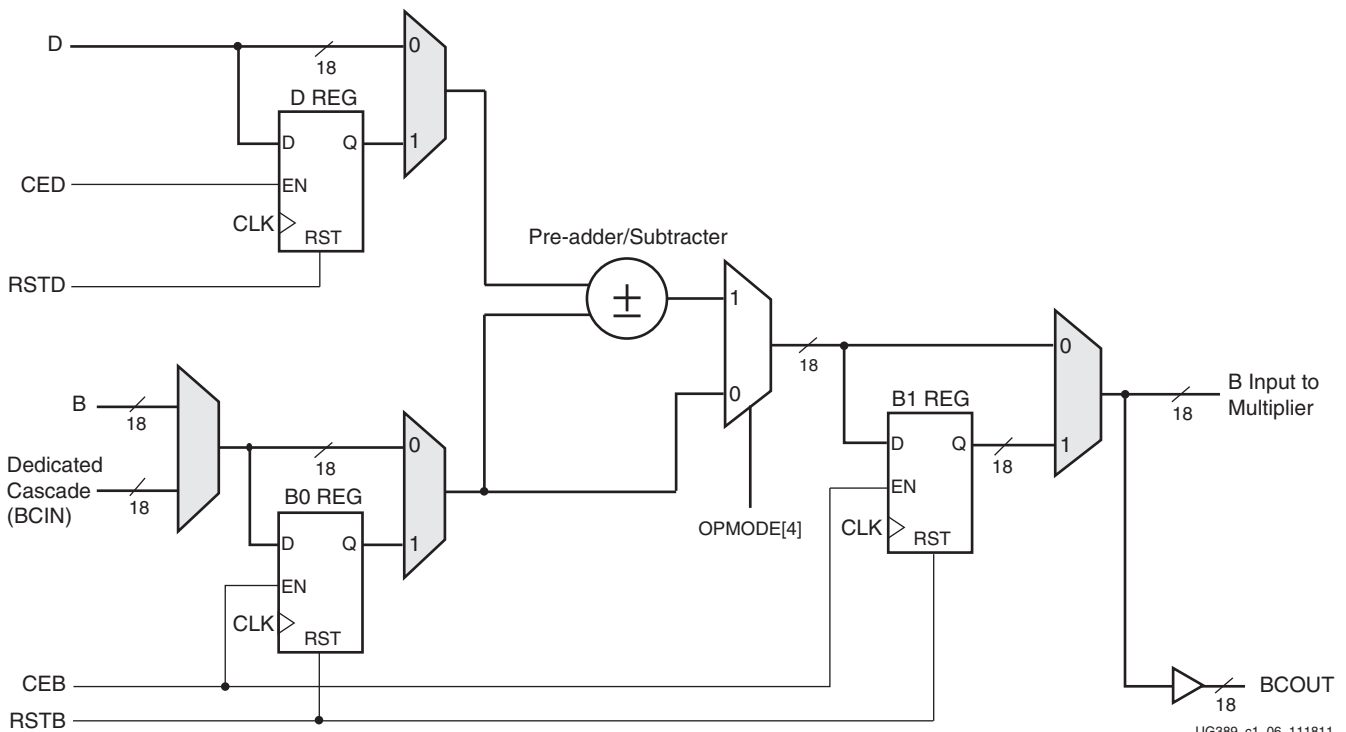 D
18
0
D REG
D
Q
1
CED
EN
CLK
RST
RSTD
Pre-adder/Subtracter
±
1
0
18
OPMODE[4]
B
18
Dedicated
Cascade
(BCIN)
18
18
0
B0 REG
D
Q
1
EN
CLK
RST
CEB
RSTB
0
B1 REG
D
Q
18
1
EN
CLK
RST
18
B Input to
Multiplier
18
BCOUT
UG389_c1_06_111811